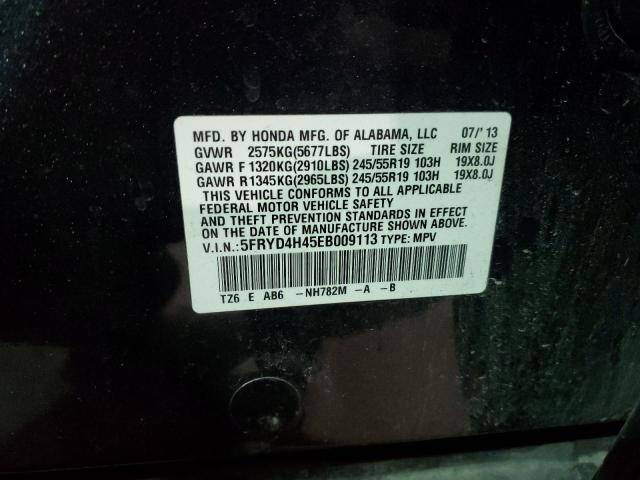 MFD. BY HONDA MFG. OF ALABAMA, LLC 07/'13
GVWR 2575KG(5677LBS) TIRE SIZE RIM SIZE
GAWR F 1320KG(2910LBS) 245/55R19 103H 19X8.0J
GAWR R1345KG(2965LBS) 245/55R19 103H 19X8.0J
THIS VEHICLE CONFORMS TO ALL APPLICABLE
FEDERAL MOTOR VEHICLE SAFETY
AND THEFT PREVENTION STANDARDS IN EFFECT
ON THE DATE OF MANUFACTURE SHOWN ABOVE.
V.I.N.: 5FRYD4H45EB009113 TYPE: MPV
TZ6 E AB6 -NH782M -A -B